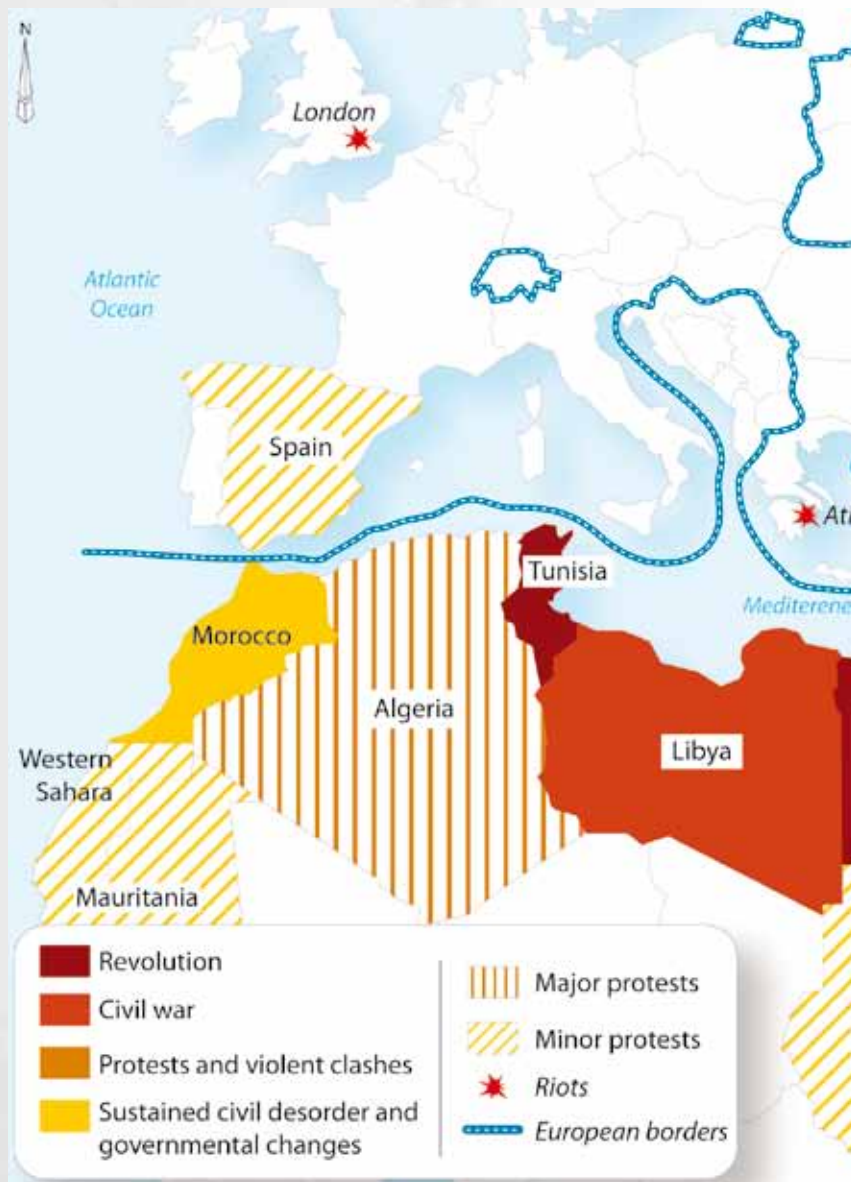 N
London
Atlantic
Ocean
Spain
Tunisia
Morocco
Algeria
Libya
Western
Sahara
Mauritania
Revolution
Civil war
Protests and violent clashes
Sustained civil desorder and
governmental changes
Major protests
Minor protests
Riots
European borders
Ath
Mediterene